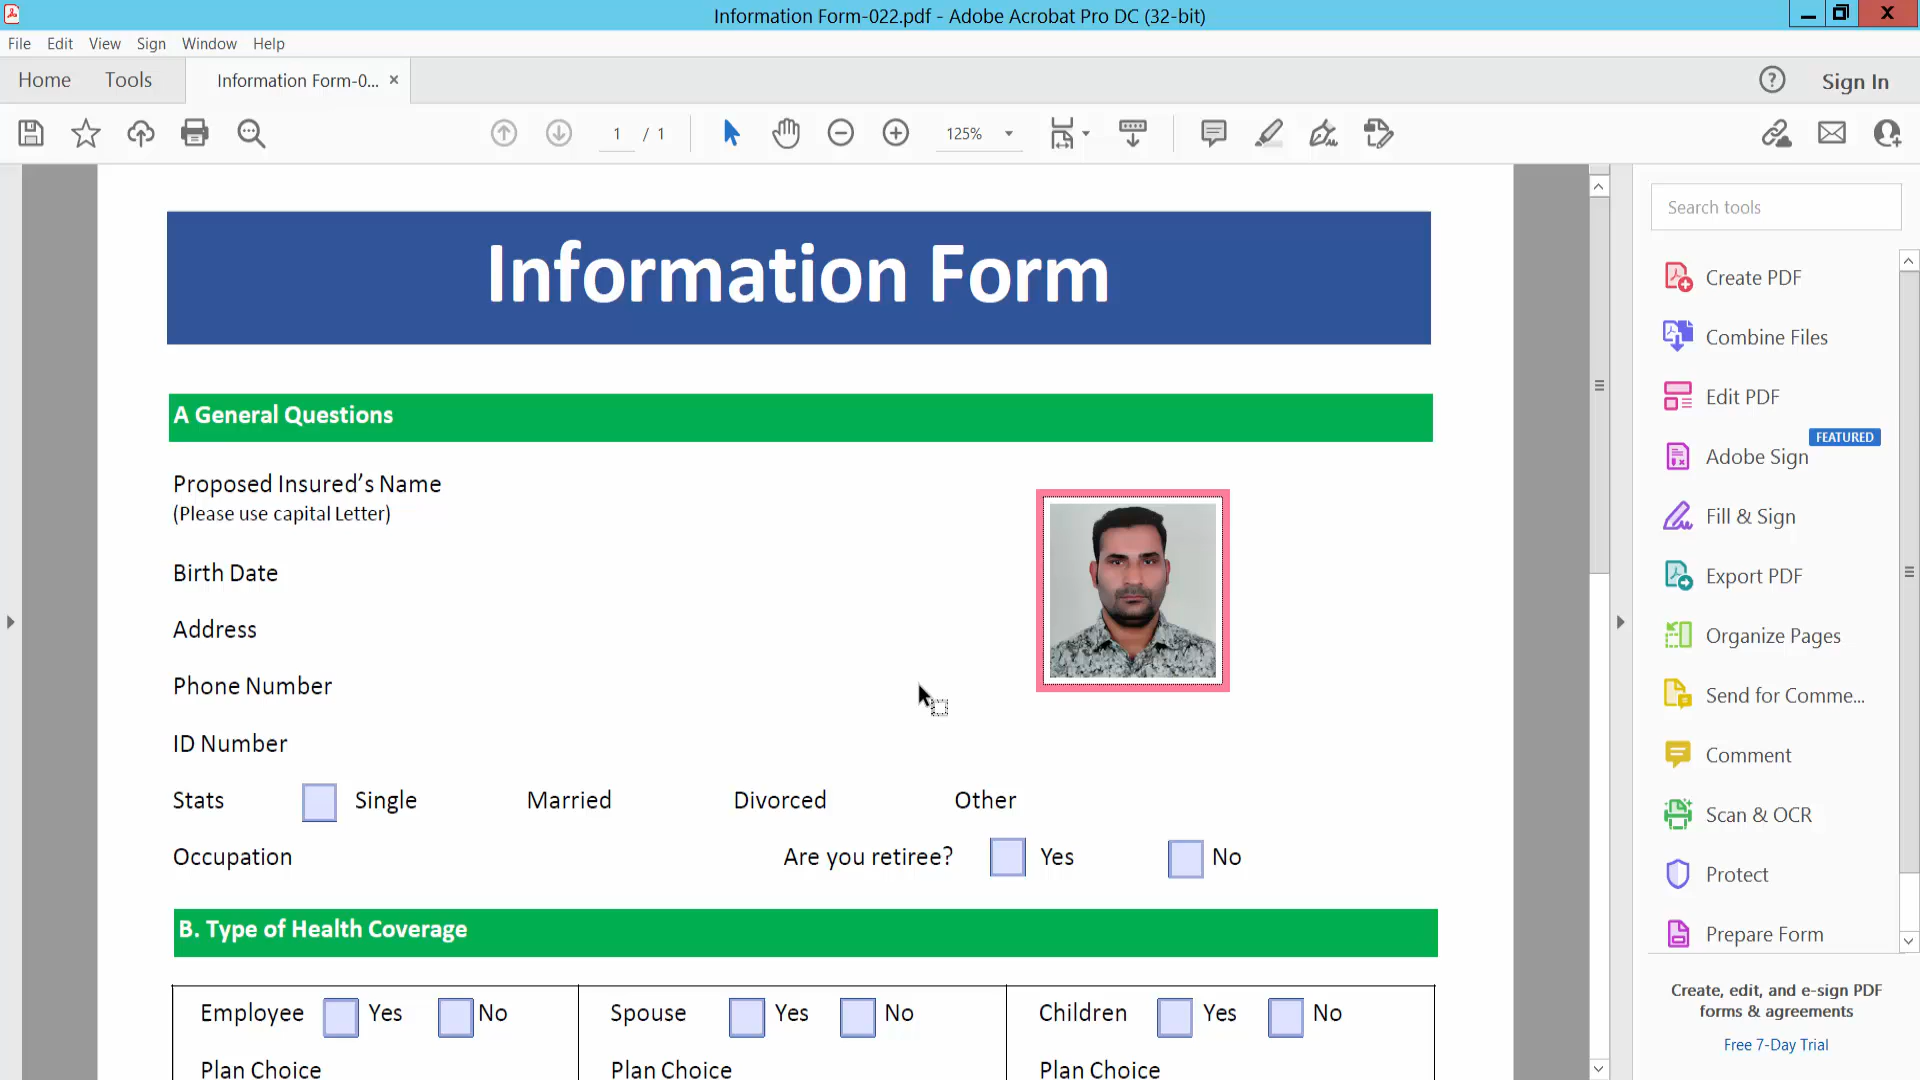 Information Form-022.pdf - Adobe Acrobat Pro DC (32-bit)
File Edit View Sign Window Help
Home Tools Information Form-0... × ? Sign In
1 / 1 125%
Search tools
Create PDF
Combine Files
Edit PDF
FEATURED
Adobe Sign
Fill & Sign
Export PDF
Organize Pages
Send for Comme...
Comment
Scan & OCR
Protect
Prepare Form
Create, edit, and e-sign PDF
forms & agreements
Free 7-Day Trial
Information Form
A General Questions
Proposed Insured’s Name
(Please use capital Letter)
Birth Date
Address
Phone Number
ID Number
Stats Single Married Divorced Other
Occupation Are you retiree? Yes No
B. Type of Health Coverage
Employee Yes No Spouse Yes No Children Yes No
Plan Choice Plan Choice Plan Choice